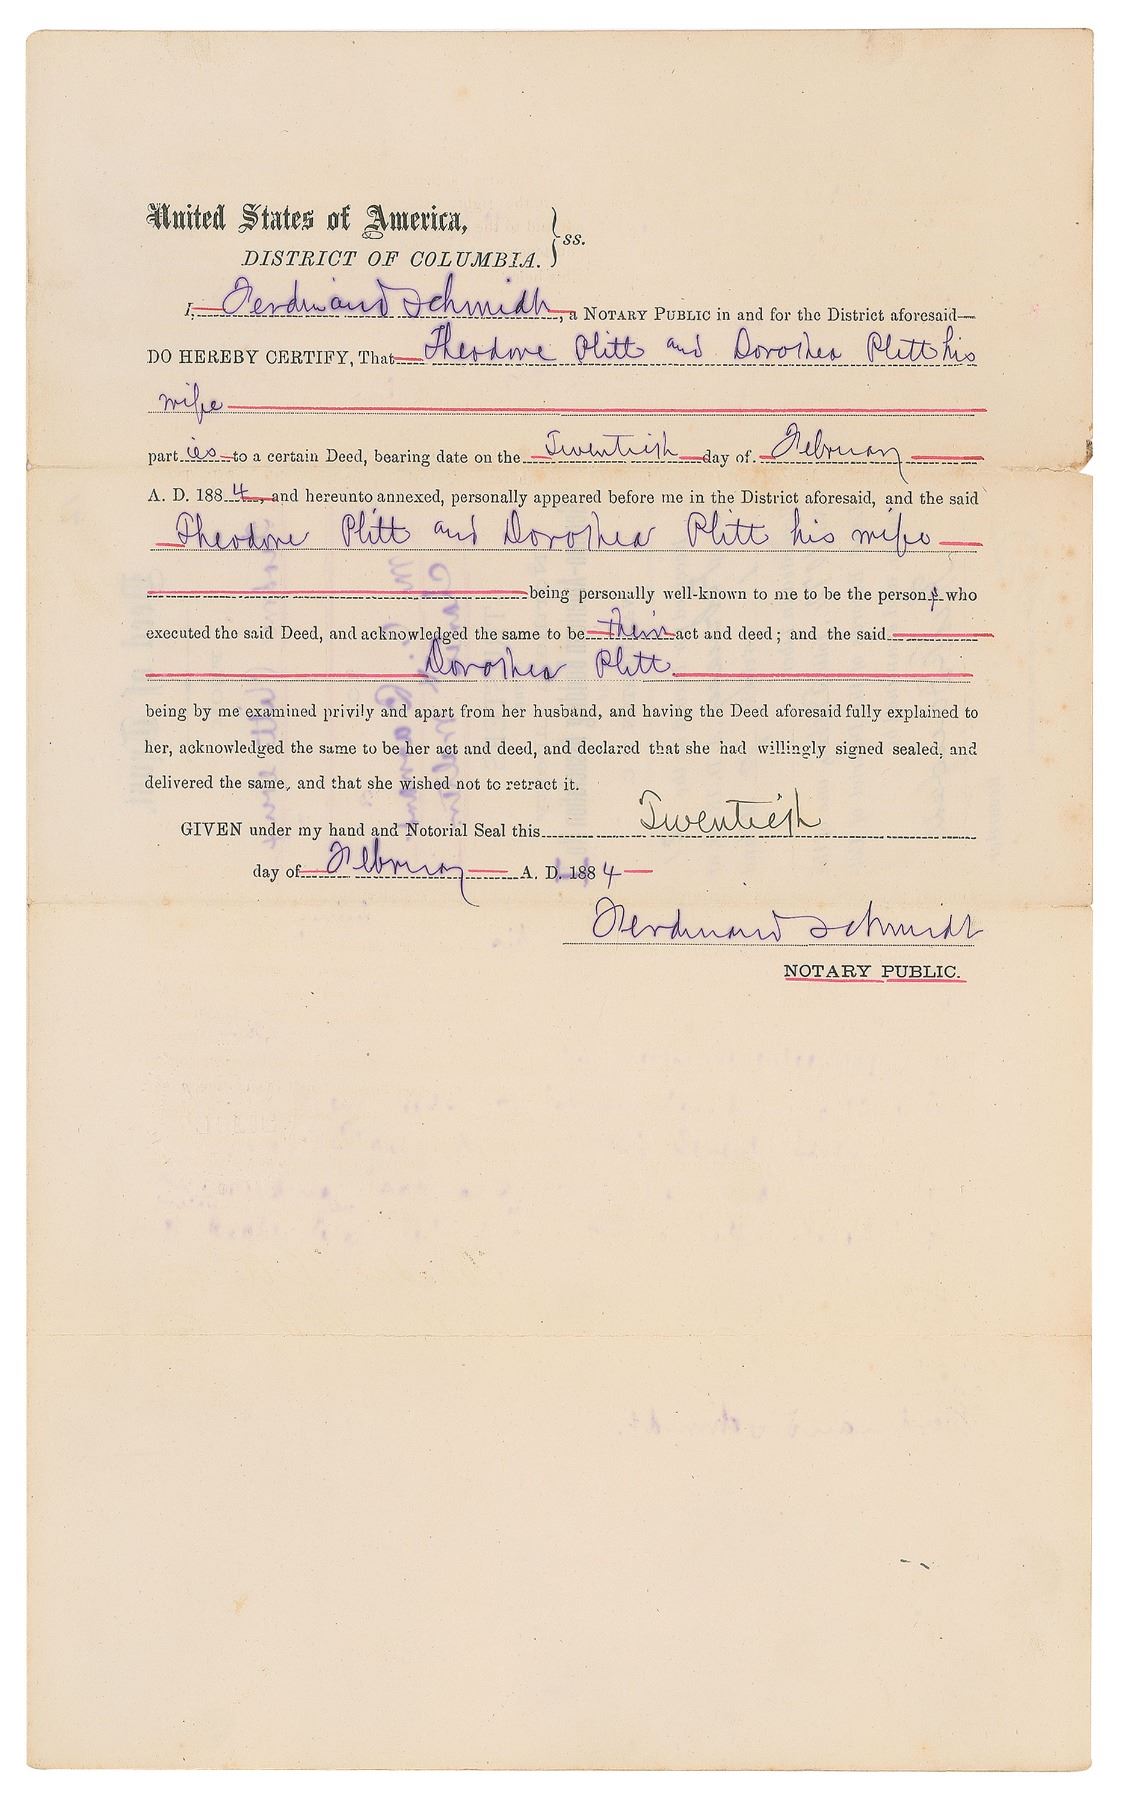 United States of America,
DISTRICT OF COLUMBIA. } ss.
I, Ferdinand Schmidt, a NOTARY PUBLIC in and for the District aforesaid—
DO HEREBY CERTIFY, That Theodore Plitt and Dorothea Plitt his
wife
parties to a certain Deed, bearing date on the Twentieth day of February
A. D. 1884, and hereunto annexed, personally appeared before me in the District aforesaid, and the said
Theodore Plitt and Dorothea Plitt his wife
being personally well-known to me to be the persons who
executed the said Deed, and acknowledged the same to be their act and deed; and the said
Dorothea Plitt.
being by me examined privily and apart from her husband, and having the Deed aforesaid fully explained to
her, acknowledged the same to be her act and deed, and declared that she had willingly signed sealed, and
delivered the same, and that she wished not to retract it.
GIVEN under my hand and Notorial Seal this Twentieth
day of February A. D. 1884
Ferdinand Schmidt
NOTARY PUBLIC.